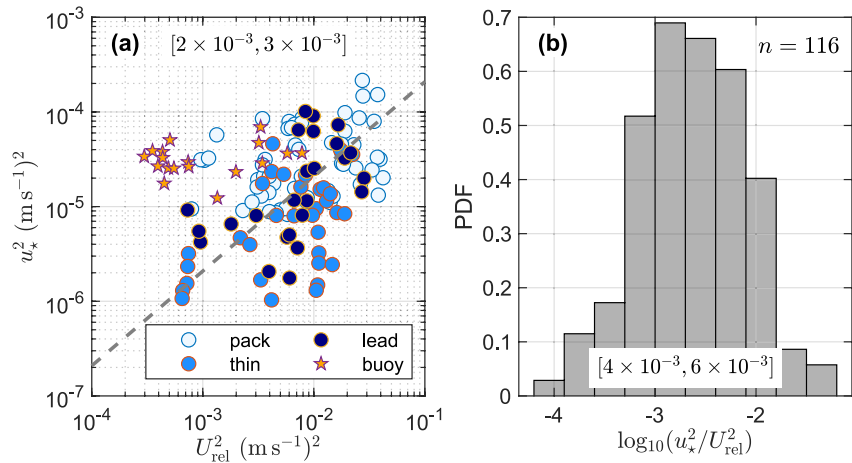 (a) [2 × 10⁻³, 3 × 10⁻³]
10⁻³
10⁻⁴
10⁻⁵
10⁻⁶
10⁻⁷
u⋆² (m s⁻¹)²
pack
lead
thin
buoy
10⁻⁴ 10⁻³ 10⁻² 10⁻¹
U²rel (m s⁻¹)²
(b) n = 116
0.7
0.6
0.5
0.4
0.3
0.2
0.1
0
PDF
[4 × 10⁻³, 6 × 10⁻³]
-4 -3 -2
log₁₀(u⋆²/U²rel)